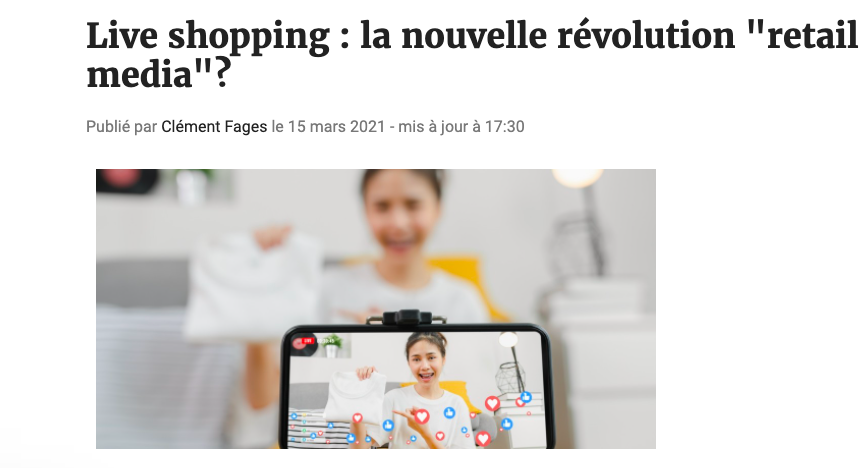 Live shopping : la nouvelle révolution "retail
media"?
Publié par Clément Fages le 15 mars 2021 - mis à jour à 17:30
LIVE